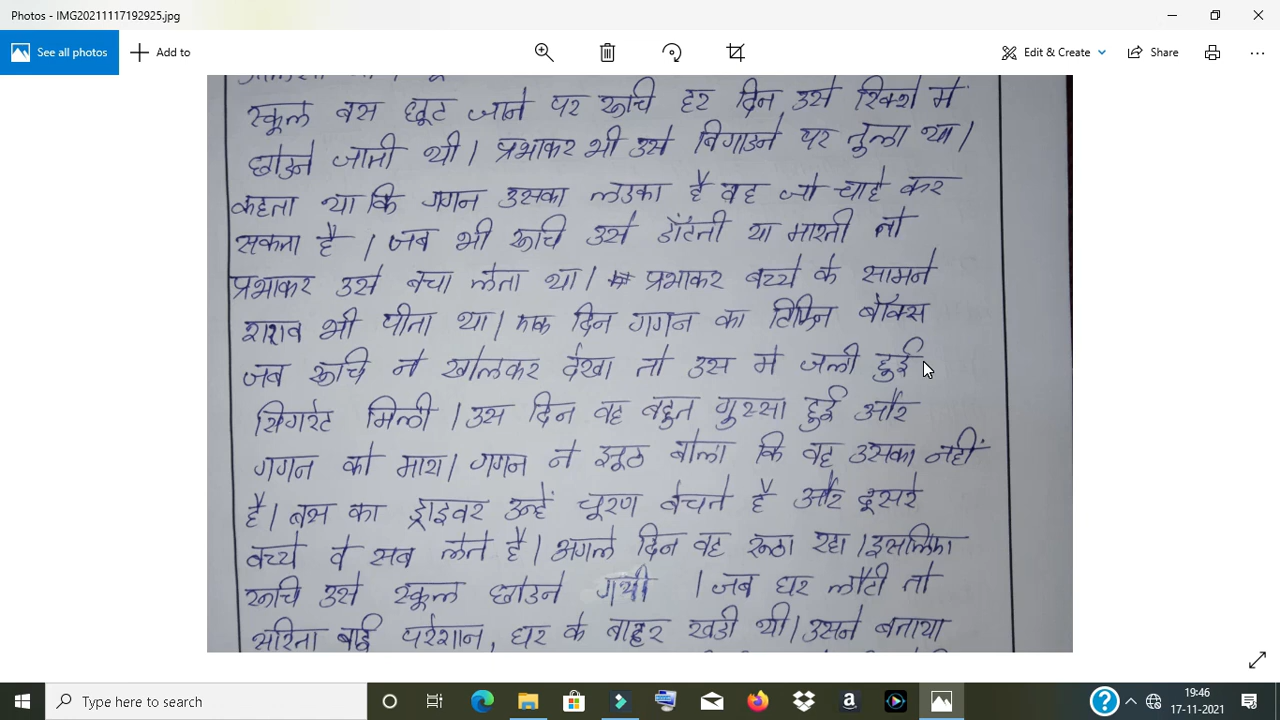 Photos - IMG20211117192925.jpg
See all photos
Add to
Edit & Create
Share
स्कूल बस छूट जाने पर रूचि हर दिन उसे रिक्शे में
छोडने जाती थी। प्रभाकर भी उसे बिगाडने पर तुला था।
कहता था कि गगन उसका लडका है वह जो चाहे कर
सकता है। जब भी रूचि उसे डाँटती या मारती तो
प्रभाकर उसे बचा लेता था। प्रभाकर बच्चे के सामने
शराब भी पीता था। एक दिन गगन का टिफिन बॉक्स
जब रूचि ने खोलकर देखा तो उस मे जली हुई
सिगरेट मिली। उस दिन वह बहुत गुस्सा हुई और
गगन को मारा। गगन ने झूठ बोला कि वह उसका नहीं
है। बस का ड्राइवर उन्हें चूरण बेचते है और दूसरे
बच्चे वे सब लेते है। अगले दिन वह रूठा रहा।
रूचि उसे स्कूल छोडने गयी । जब घर लौटी तो
सरिता बाई परेशान, घर के बाहर खडी थी। उसने बताया
Type here to search
19:46
17-11-2021